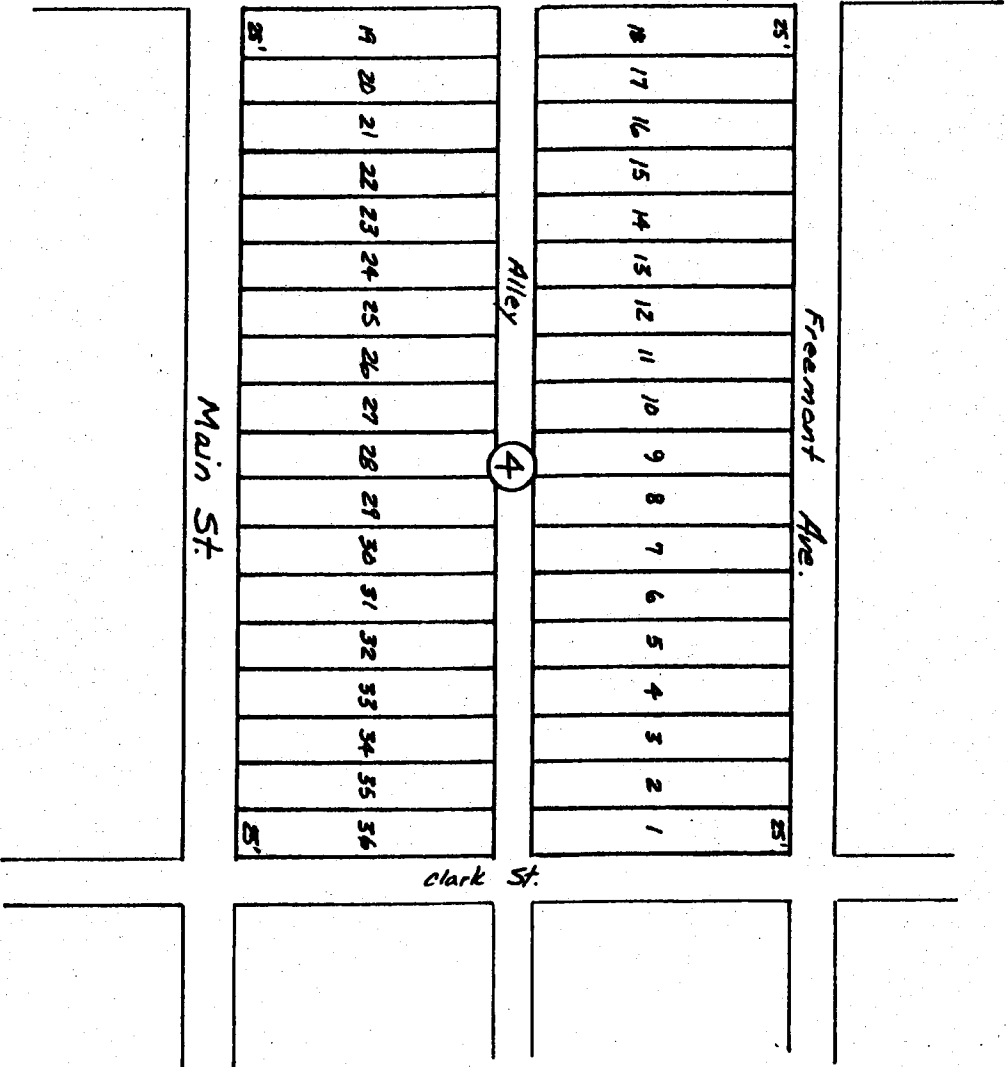 25' 19 18 25'
20 17
21 16
22 15
23 14
24 13
Alley
25 12
26 11
27 10
28 9
4
29 8
30 7
31 6
32 5
33 4
34 3
35 2
25' 36 1 25'
Main St.
Freemont Ave.
Clark St.